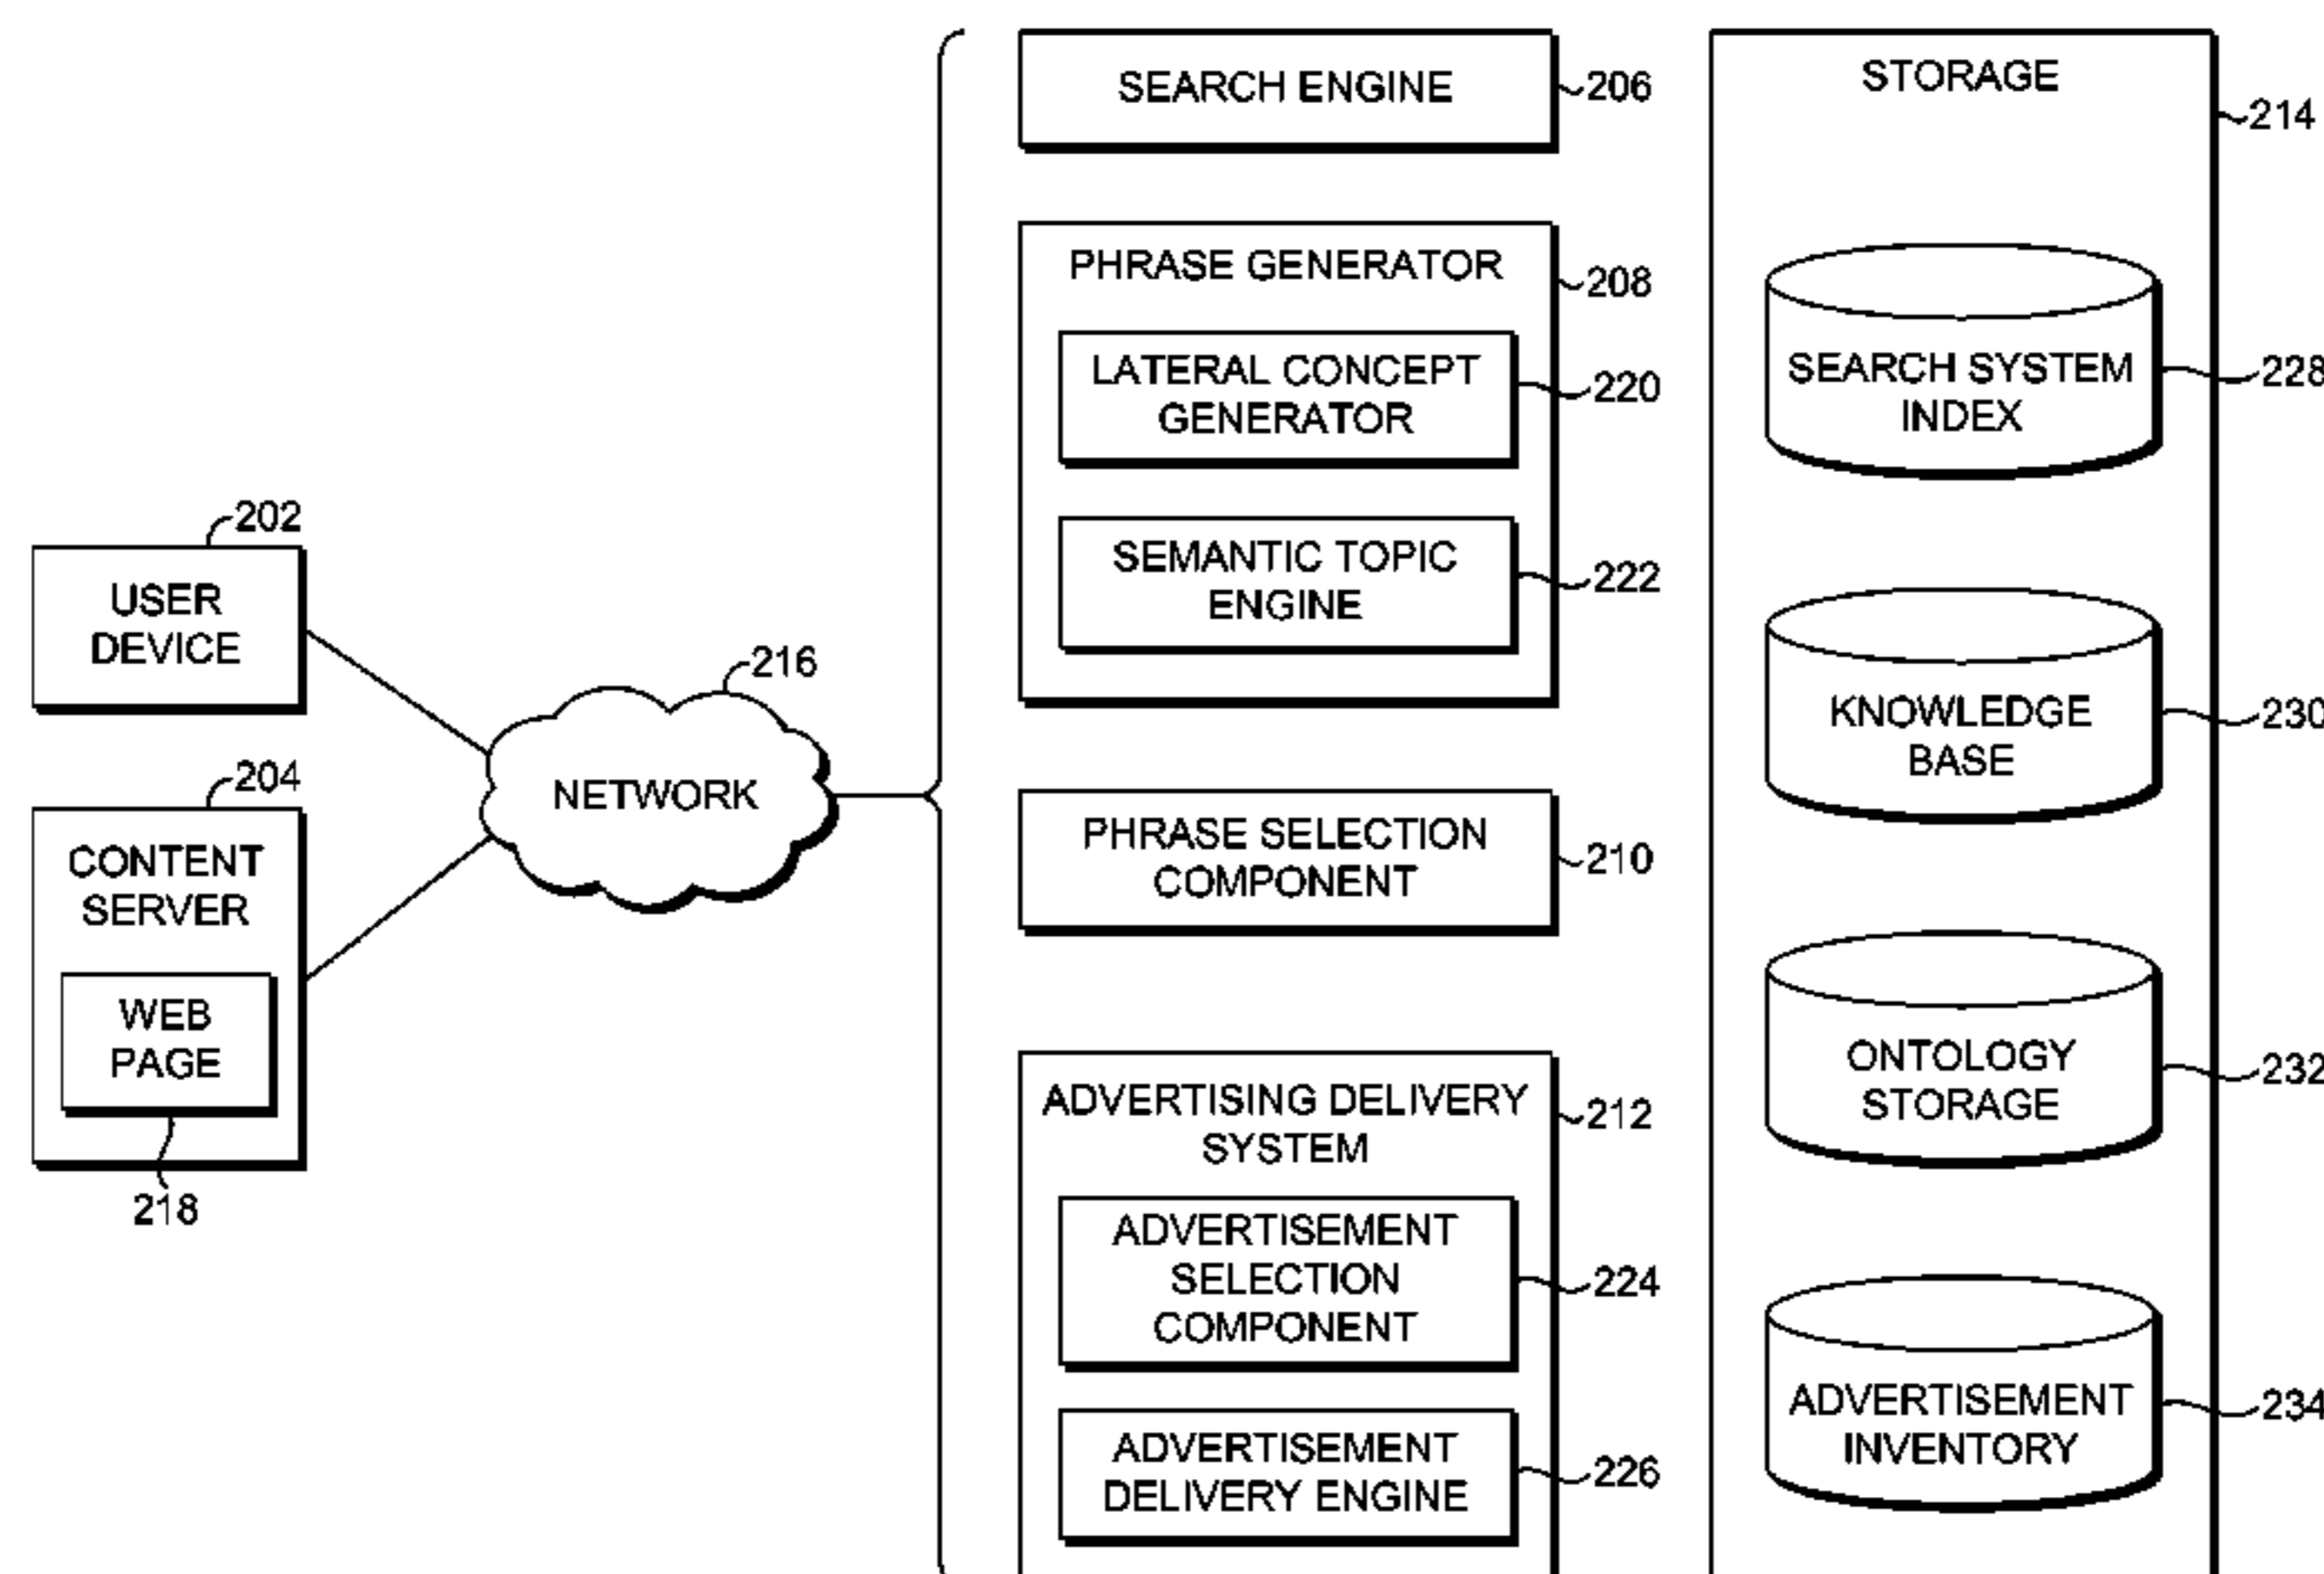 202
USER
DEVICE
204
CONTENT
SERVER
WEB
PAGE
218
216
NETWORK
SEARCH ENGINE
206
PHRASE GENERATOR
208
LATERAL CONCEPT
GENERATOR
220
SEMANTIC TOPIC
ENGINE
222
PHRASE SELECTION
COMPONENT
210
ADVERTISING DELIVERY
SYSTEM
212
ADVERTISEMENT
SELECTION
COMPONENT
224
ADVERTISEMENT
DELIVERY ENGINE
226
STORAGE
214
SEARCH SYSTEM
INDEX
228
KNOWLEDGE
BASE
230
ONTOLOGY
STORAGE
232
ADVERTISEMENT
INVENTORY
234